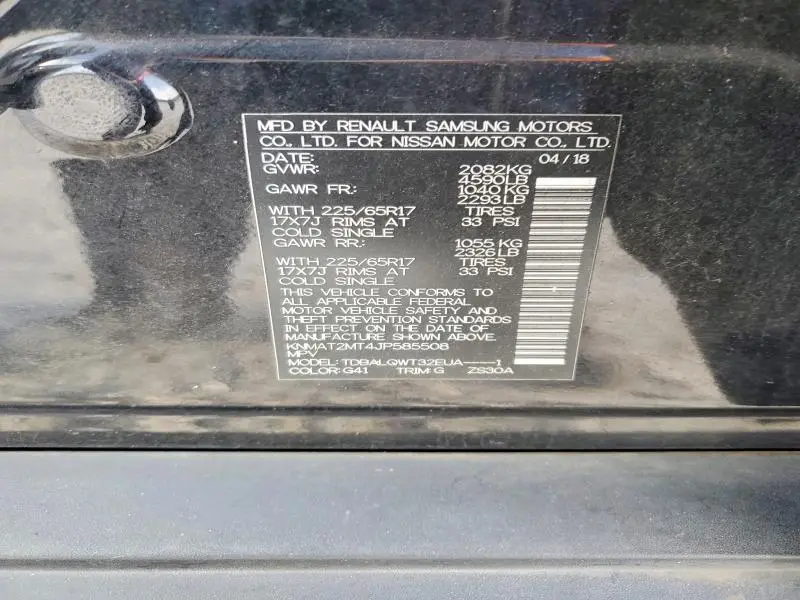 MFD BY RENAULT SAMSUNG MOTORS
CO., LTD. FOR NISSAN MOTOR CO., LTD.
DATE: 04/18
GVWR: 2082KG
4590LB
GAWR FR: 1040 KG
2293LB
WITH 225/65R17 TIRES
17X7J RIMS AT 33 PSI
COLD SINGLE
GAWR RR: 1055 KG
2326LB
WITH 225/65R17 TIRES
17X7J RIMS AT 33 PSI
COLD SINGLE
THIS VEHICLE CONFORMS TO
ALL APPLICABLE FEDERAL
MOTOR VEHICLE SAFETY AND
THEFT PREVENTION STANDARDS
IN EFFECT ON THE DATE OF
MANUFACTURE SHOWN ABOVE.
KNMAT2MT4JP585508
MPV
MODEL: TDBALQWT32EUA----1
COLOR: G41 TRIM: G ZS30A